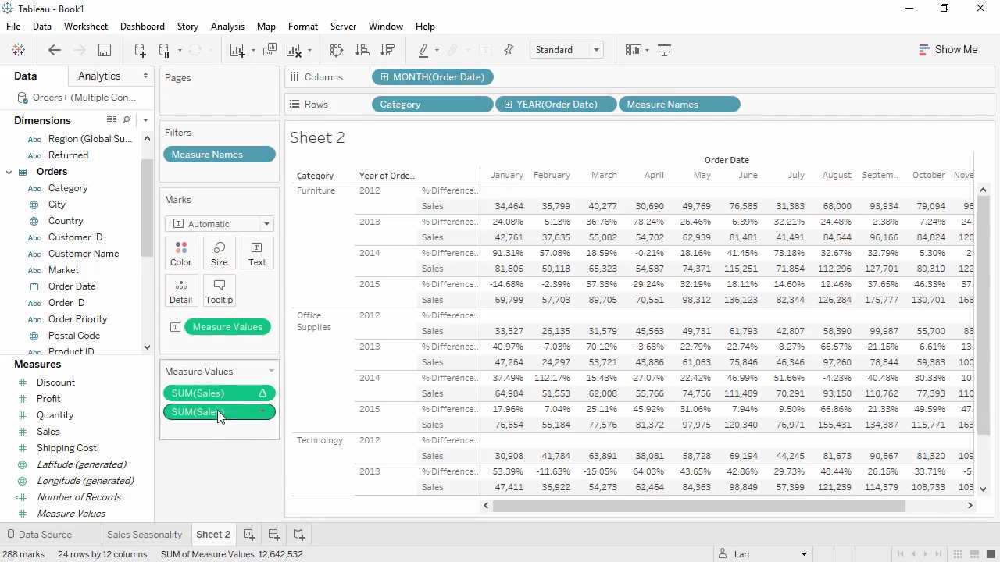 Tableau - Book1
File Data Worksheet Dashboard Story Analysis Map Format Server Window Help
Standard
Show Me
Data Analytics
Orders+ (Multiple Con...
Dimensions
Abc Region (Global Su...
Abc Returned
Orders
Abc Category
City
Country
Abc Customer ID
Abc Customer Name
Abc Market
Order Date
Abc Order ID
Abc Order Priority
Abc Postal Code
Abc Product ID
Measures
Discount
Profit
Quantity
Sales
Shipping Cost
Latitude (generated)
Longitude (generated)
Number of Records
Measure Values
Pages
Filters
Measure Names
Marks
Automatic
Color Size Text
Detail Tooltip
Measure Values
Measure Values
SUM(Sales)
Columns MONTH(Order Date)
Rows Category YEAR(Order Date) Measure Names
Sheet 2
Order Date
Category Year of Orde.. January February March April May June July August Septem.. October Nove
Furniture 2012 % Difference..
Sales 34,464 35,799 40,277 30,690 49,769 76,585 31,383 68,000 93,934 79,094 96
2013 % Difference.. 24.08% 5.13% 36.76% 78.24% 26.46% 6.39% 32.21% 24.48% 2.38% 7.24% 24.
Sales 42,761 37,635 55,082 54,702 62,939 81,481 41,491 84,644 96,166 84,824 120
2014 % Difference.. 91.31% 57.08% 18.59% -0.21% 18.16% 41.45% 73.18% 32.67% 32.79% 5.30% 2.
Sales 81,805 59,118 65,323 54,587 74,371 115,251 71,854 112,296 127,701 89,319 122
2015 % Difference.. -14.68% -2.39% 37.33% 29.24% 32.19% 18.11% 14.60% 12.46% 37.65% 46.33% 37.
Sales 69,799 57,703 89,705 70,551 98,312 136,123 82,344 126,284 175,777 130,701 168
Office Supplies 2012 % Difference..
Sales 33,527 26,135 31,579 45,563 49,731 61,793 42,807 58,390 99,987 55,700 88
2013 % Difference.. 40.97% -7.03% 70.12% -3.68% 22.79% 22.74% 8.27% 66.57% -21.15% 6.61% 13.
Sales 47,264 24,297 53,721 43,886 61,063 75,846 46,346 97,260 78,844 59,383 100
2014 % Difference.. 37.49% 112.17% 15.43% 27.07% 22.42% 46.99% 51.66% -4.23% 40.48% 30.33% 10.
Sales 64,984 51,553 62,008 55,766 74,756 111,489 70,291 93,150 110,762 77,393 110
2015 % Difference.. 17.96% 7.04% 25.11% 45.92% 31.06% 7.94% 9.50% 66.86% 21.33% 49.59% 47.
Sales 76,654 55,184 77,576 81,372 97,975 120,340 76,971 155,431 134,387 115,771 163
Technology 2012 % Difference..
Sales 30,908 41,784 63,891 38,081 58,728 69,194 44,245 81,673 90,667 81,320 109
2013 % Difference.. 53.39% -11.63% -15.05% 64.03% 43.65% 42.86% 29.73% 48.44% 26.15% 33.71% -5.
Sales 47,411 36,922 54,273 62,464 84,363 98,849 57,399 121,239 114,379 108,733 103
Data Source Sales Seasonality Sheet 2
288 marks 24 rows by 12 columns SUM of Measure Values: 12,642,532 Lari